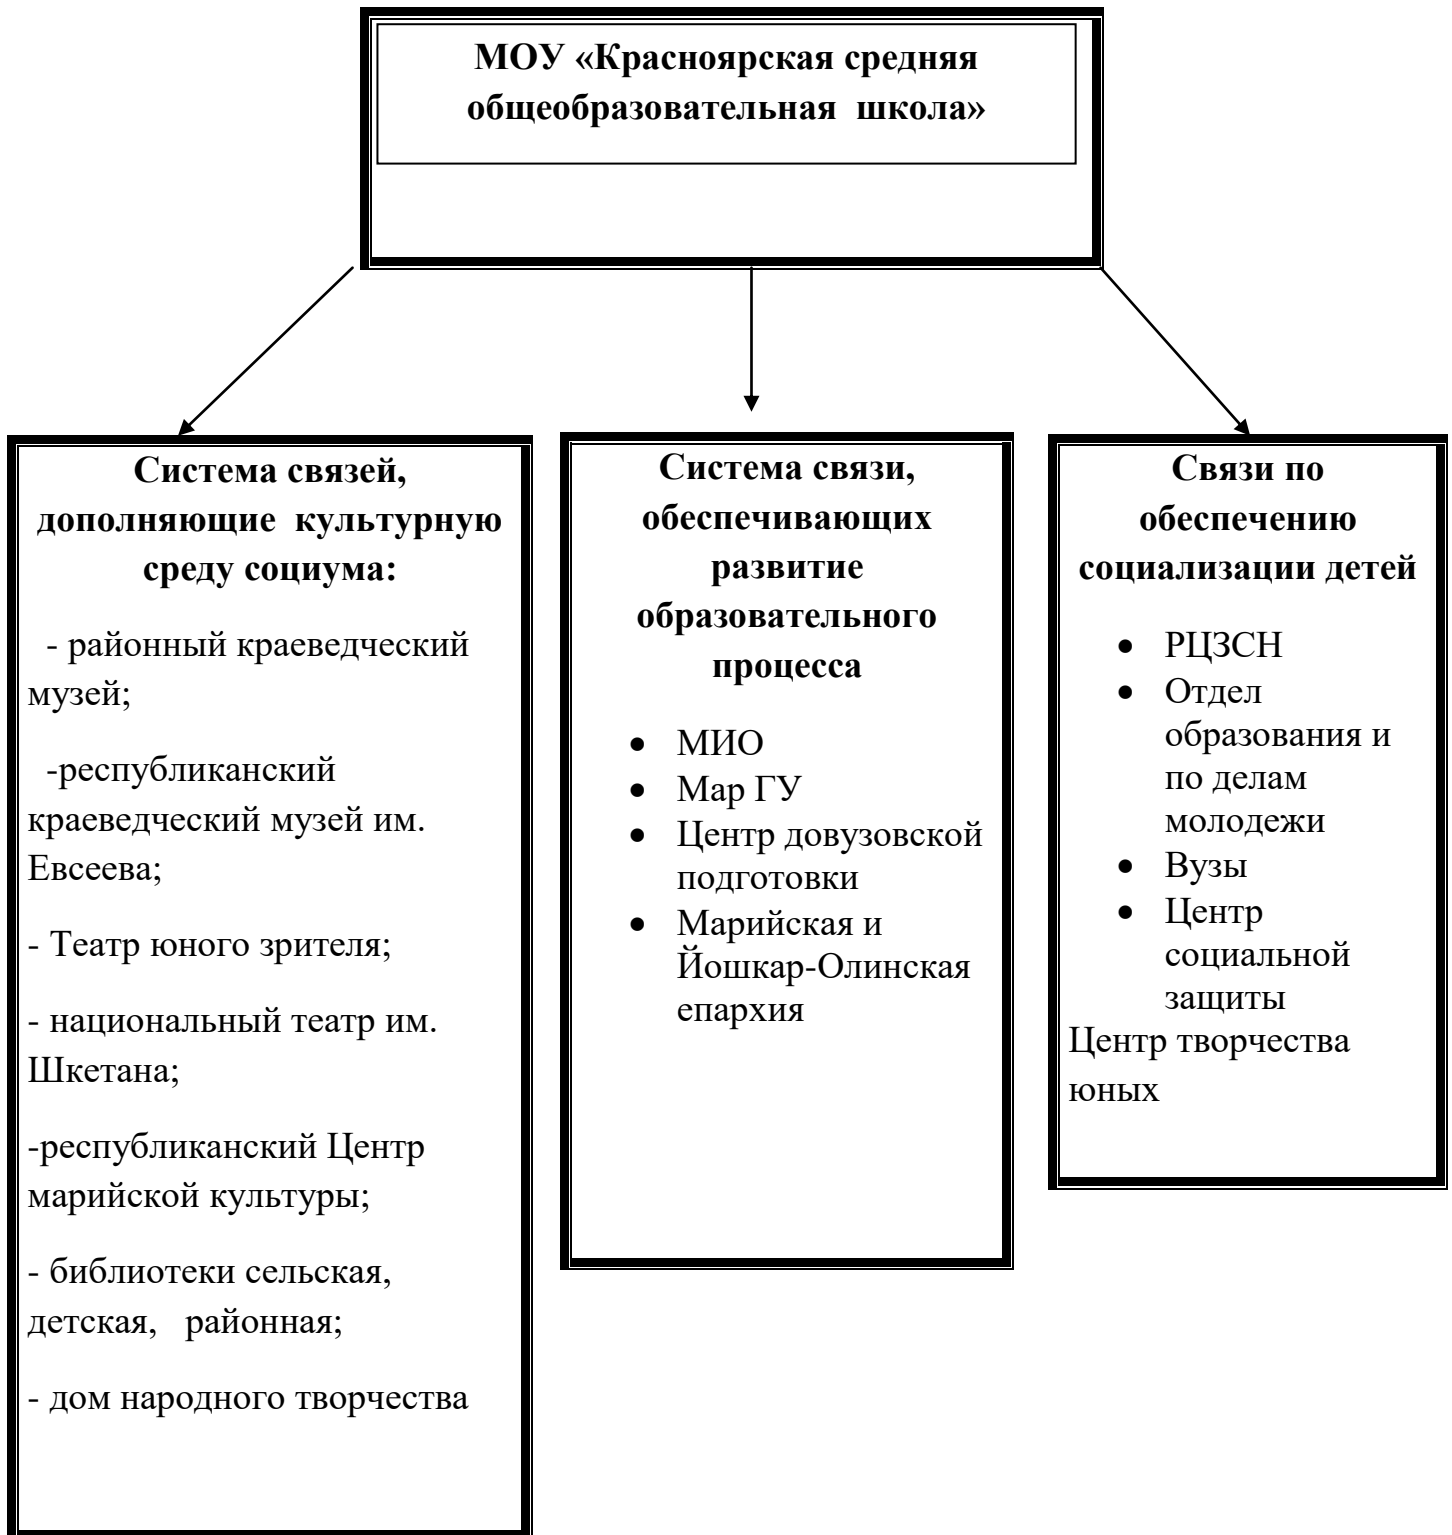 МОУ «Красноярская средняя
общеобразовательная школа»
Система связей,
дополняющие культурную
среду социума:
- районный краеведческий
музей;
-республиканский
краеведческий музей им.
Евсеева;
- Театр юного зрителя;
- национальный театр им.
Шкетана;
-республиканский Центр
марийской культуры;
- библиотеки сельская,
детская, районная;
- дом народного творчества
Система связи,
обеспечивающих
развитие
образовательного
процесса
• МИО
• Мар ГУ
• Центр довузовской
подготовки
• Марийская и
Йошкар-Олинская
епархия
Связи по
обеспечению
социализации детей
• РЦЗСН
• Отдел
образования и
по делам
молодежи
• Вузы
• Центр
социальной
защиты
Центр творчества
юных